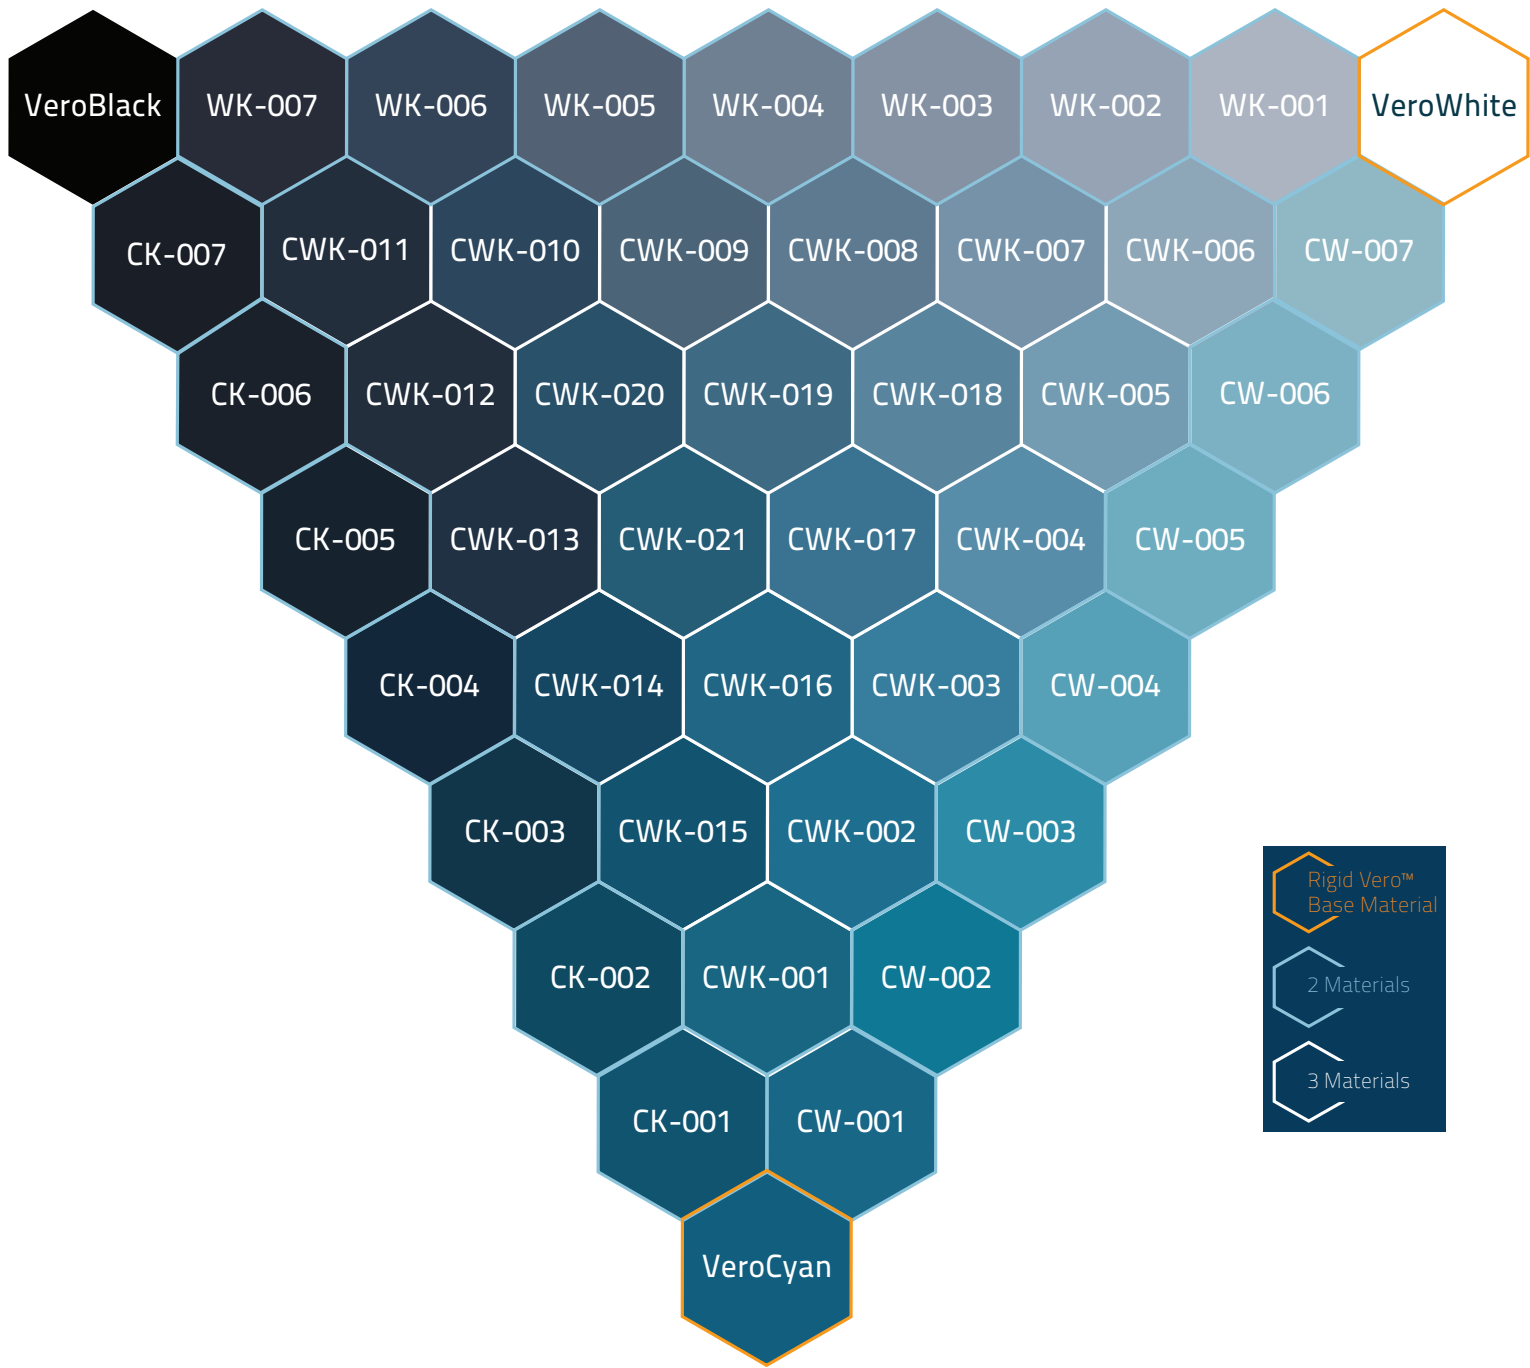 VeroBlack WK-007 WK-006 WK-005 WK-004 WK-003 WK-002 WK-001 VeroWhite
CK-007 CWK-011 CWK-010 CWK-009 CWK-008 CWK-007 CWK-006 CW-007
CK-006 CWK-012 CWK-020 CWK-019 CWK-018 CWK-005 CW-006
CK-005 CWK-013 CWK-021 CWK-017 CWK-004 CW-005
CK-004 CWK-014 CWK-016 CWK-003 CW-004
CK-003 CWK-015 CWK-002 CW-003
CK-002 CWK-001 CW-002
CK-001 CW-001
VeroCyan
Rigid Vero™
Base Material
2 Materials
3 Materials